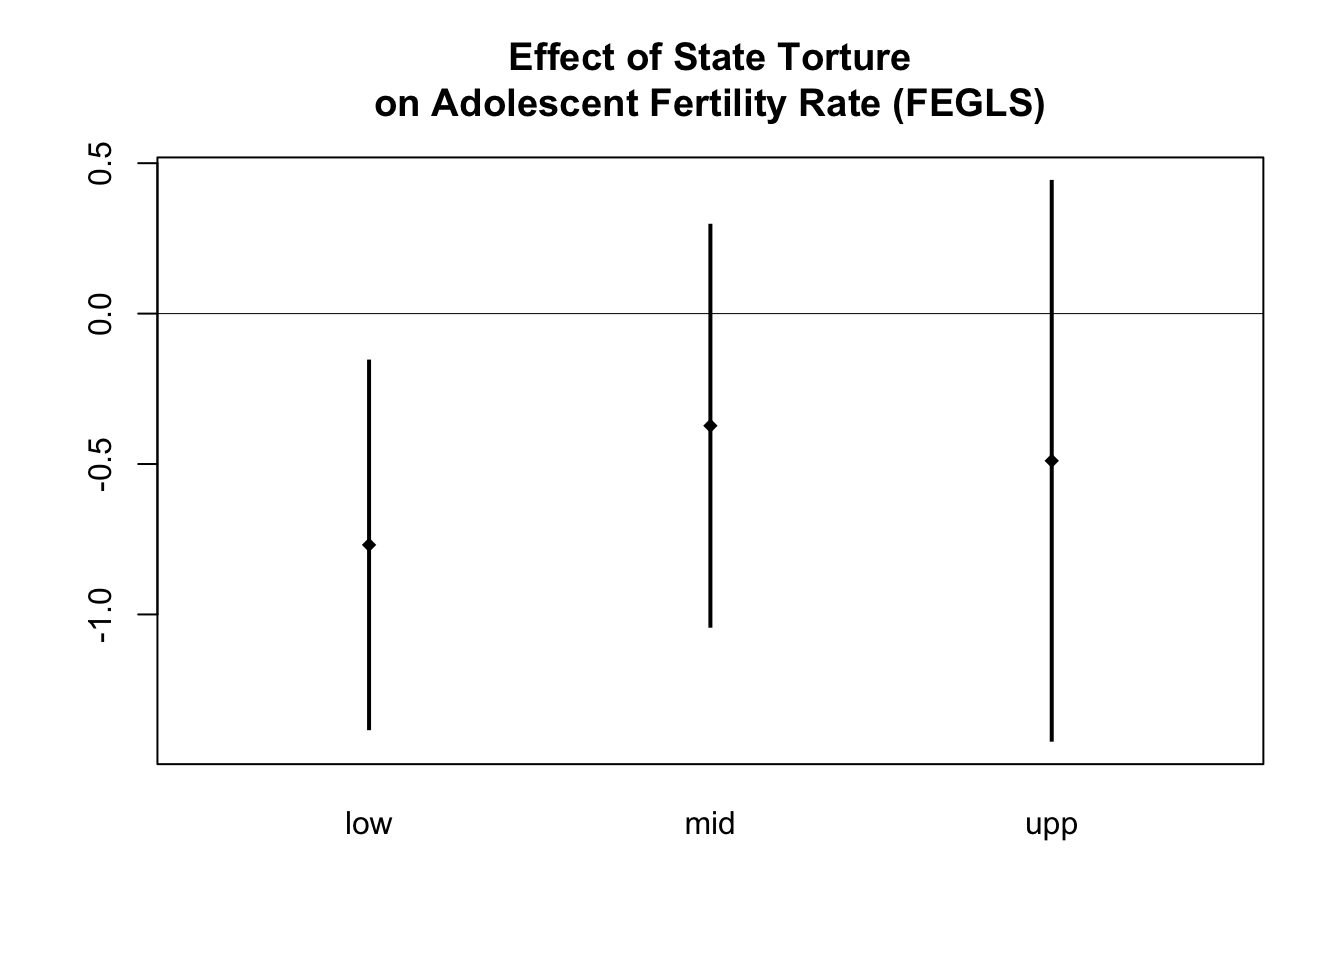 Effect of State Torture
on Adolescent Fertility Rate (FEGLS)
0.5
0.0
-0.5
-1.0
low mid upp